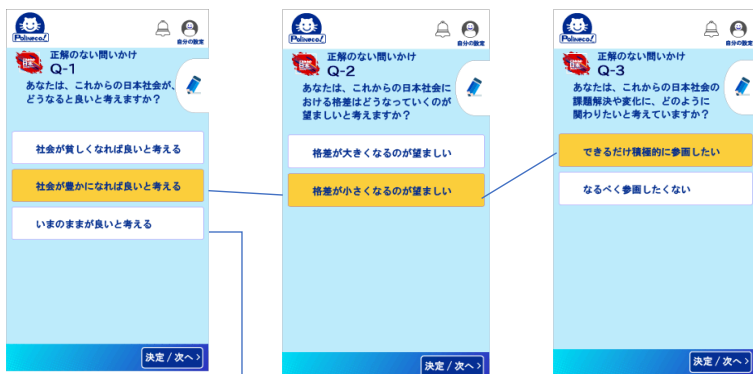 Polineco!
自分の設定
正解のない問いかけ
Q-1
あなたは、これからの日本社会が、
どうなると良いと考えますか？
社会が貧しくなれば良いと考える
社会が豊かになれば良いと考える
いまのままが良いと考える
決定 / 次へ 〉
Polineco!
自分の設定
正解のない問いかけ
Q-2
あなたは、これからの日本社会に
おける格差はどうなっていくのが
望ましいと考えますか？
格差が大きくなるのが望ましい
格差が小さくなるのが望ましい
決定 / 次へ 〉
Polineco!
自分の設定
正解のない問いかけ
Q-3
あなたは、これからの日本社会の
課題解決や変化に、どのように
関わりたいと考えていますか？
できるだけ積極的に参画したい
なるべく参画したくない
決定 / 次へ 〉